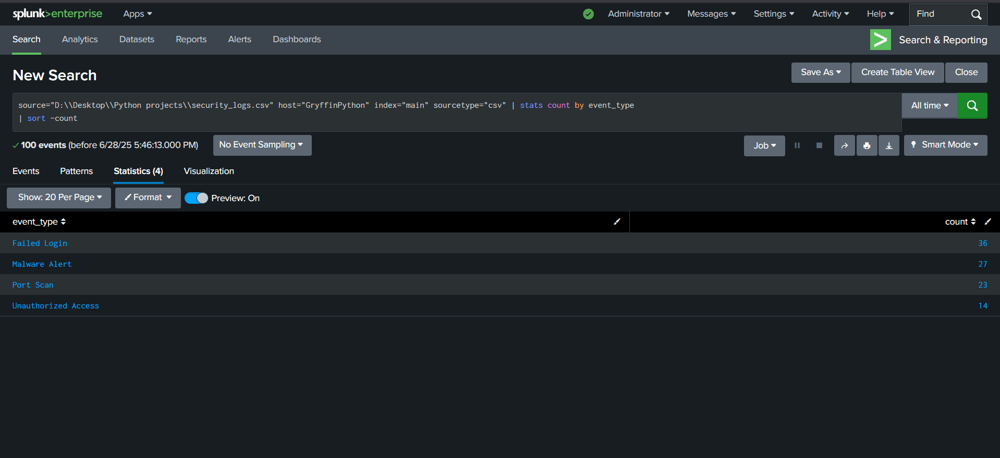 splunk>enterprise Apps Administrator Messages Settings Activity Help Find
Search Analytics Datasets Reports Alerts Dashboards Search & Reporting
New Search Save As Create Table View Close
source="D:\\Desktop\\Python projects\\security_logs.csv" host="GryffinPython" index="main" sourcetype="csv" | stats count by event_type
| sort -count
All time
100 events (before 6/28/25 5:46:13.000 PM) No Event Sampling Job Smart Mode
Events Patterns Statistics (4) Visualization
Show: 20 Per Page Format Preview: On
event_type count
Failed Login 36
Malware Alert 27
Port Scan 23
Unauthorized Access 14